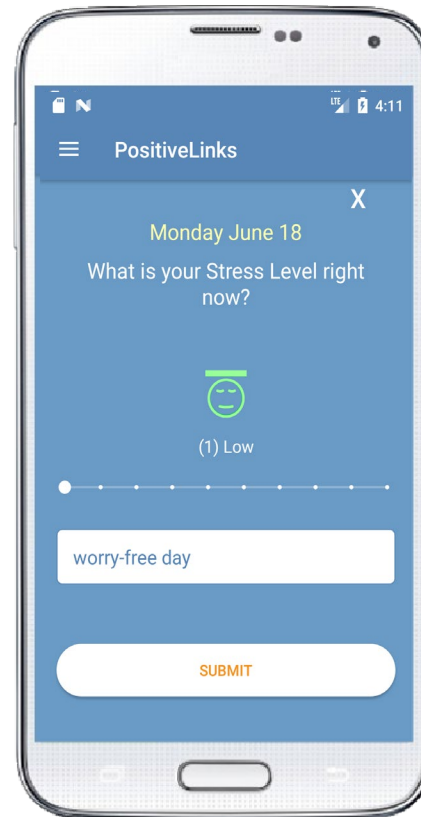 LTE 4:11
PositiveLinks
X
Monday June 18
What is your Stress Level right
now?
(1) Low
worry-free day
SUBMIT